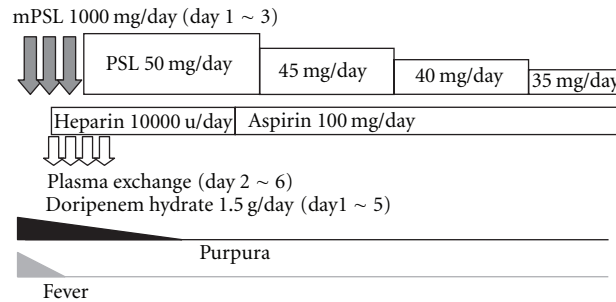 mPSL 1000 mg/day (day 1 ~ 3)
PSL 50 mg/day
45 mg/day
40 mg/day
35 mg/day
Heparin 10000 u/day
Aspirin 100 mg/day
Plasma exchange (day 2 ~ 6)
Doripenem hydrate 1.5 g/day (day1 ~ 5)
Purpura
Fever